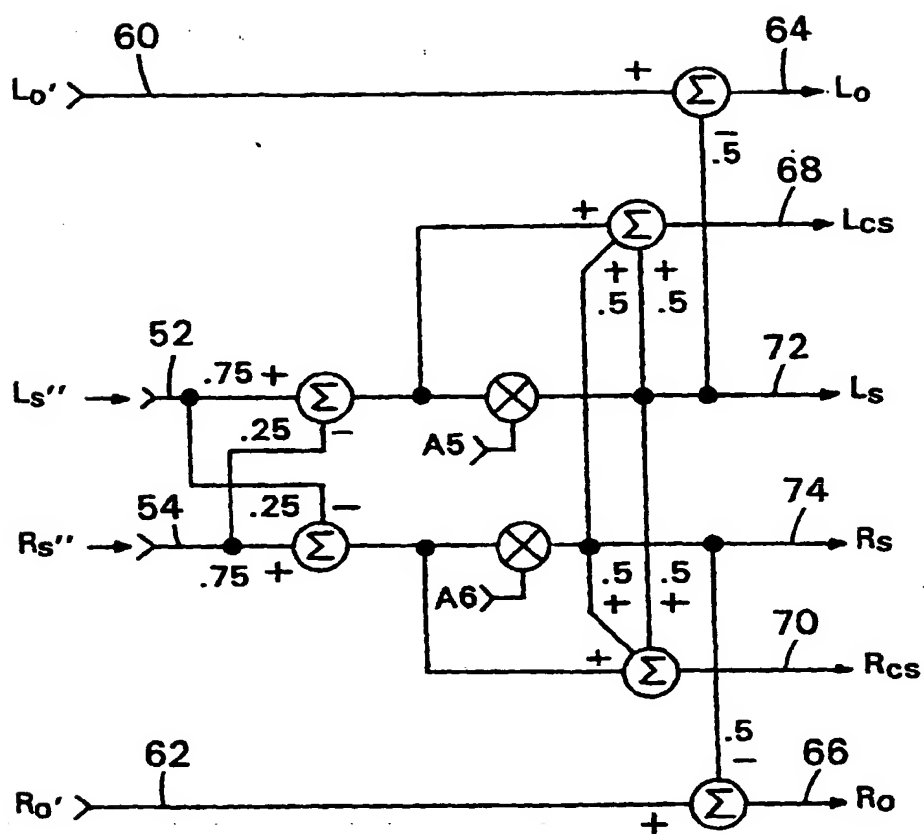 60 64
Lo' + Σ Lo
− .5
68
+ Σ Lcs
+ +
.5 .5
52 72
Ls'' .75 + Σ Ls
.25 − A5
54 .25 − 74
Rs'' Σ Rs
.75 + .5 .5
A6 + +
70
+ Σ Rcs
.5
62 − 66
Ro' Σ Ro
+